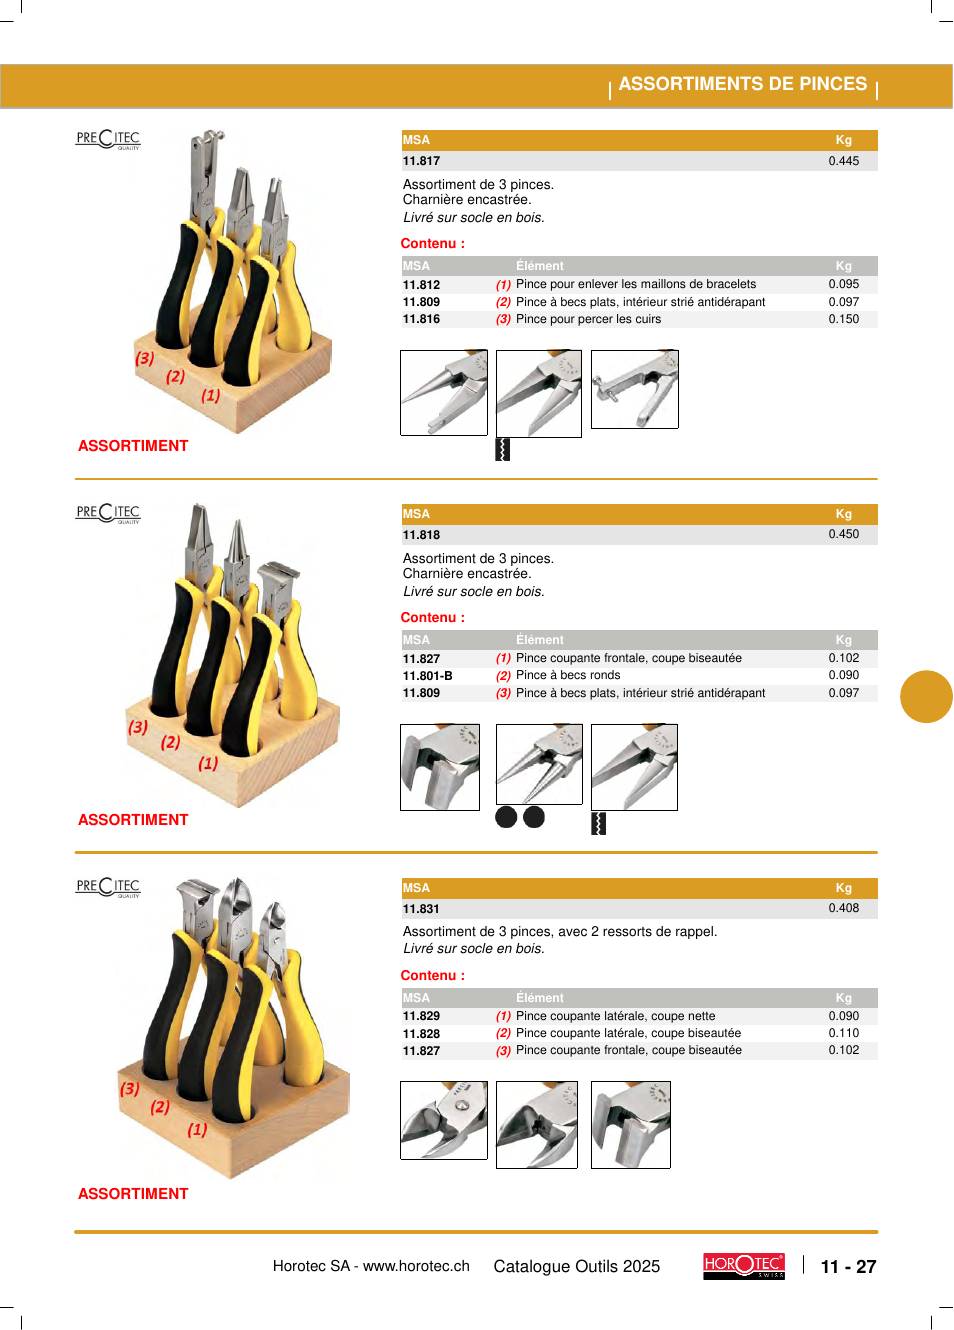 ASSORTIMENTS DE PINCES
PRECITEC
QUALITY
MSA Kg
11.817 0.445
Assortiment de 3 pinces.
Charnière encastrée.
Livré sur socle en bois.
Contenu :
MSA Élément Kg
11.812 (1) Pince pour enlever les maillons de bracelets 0.095
11.809 (2) Pince à becs plats, intérieur strié antidérapant 0.097
11.816 (3) Pince pour percer les cuirs 0.150
(3)
(2)
(1)
ASSORTIMENT
PRECITEC
QUALITY
MSA Kg
11.818 0.450
Assortiment de 3 pinces.
Charnière encastrée.
Livré sur socle en bois.
Contenu :
MSA Élément Kg
11.827 (1) Pince coupante frontale, coupe biseautée 0.102
11.801-B (2) Pince à becs ronds 0.090
11.809 (3) Pince à becs plats, intérieur strié antidérapant 0.097
(3)
(2)
(1)
ASSORTIMENT
PRECITEC
QUALITY
MSA Kg
11.831 0.408
Assortiment de 3 pinces, avec 2 ressorts de rappel.
Livré sur socle en bois.
Contenu :
MSA Élément Kg
11.829 (1) Pince coupante latérale, coupe nette 0.090
11.828 (2) Pince coupante latérale, coupe biseautée 0.110
11.827 (3) Pince coupante frontale, coupe biseautée 0.102
(3)
(2)
(1)
ASSORTIMENT
Horotec SA - www.horotec.ch Catalogue Outils 2025 HOROTEC® SWISS 11 - 27